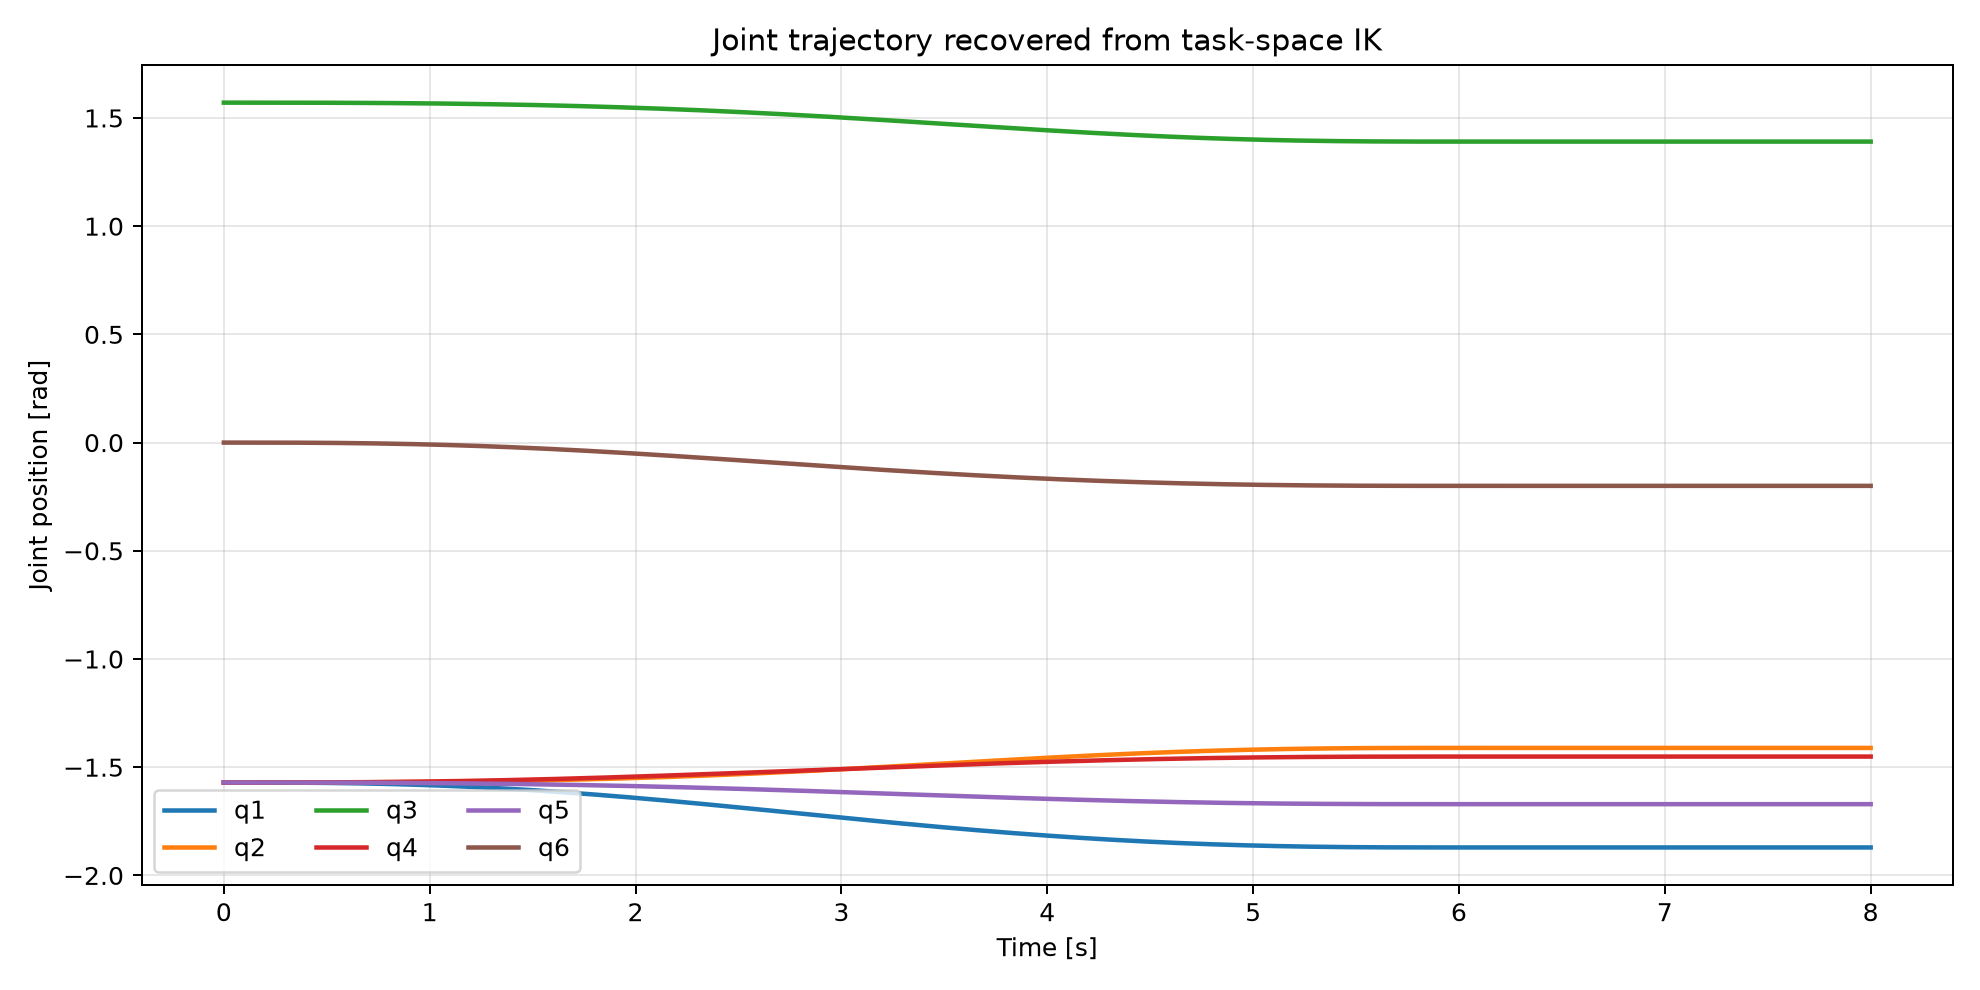 Joint trajectory recovered from task-space IK
Joint position [rad]
1.5
1.0
0.5
0.0
−0.5
−1.0
−1.5
−2.0
q1 q3 q5
q2 q4 q6
0 1 2 3 4 5 6 7 8
Time [s]